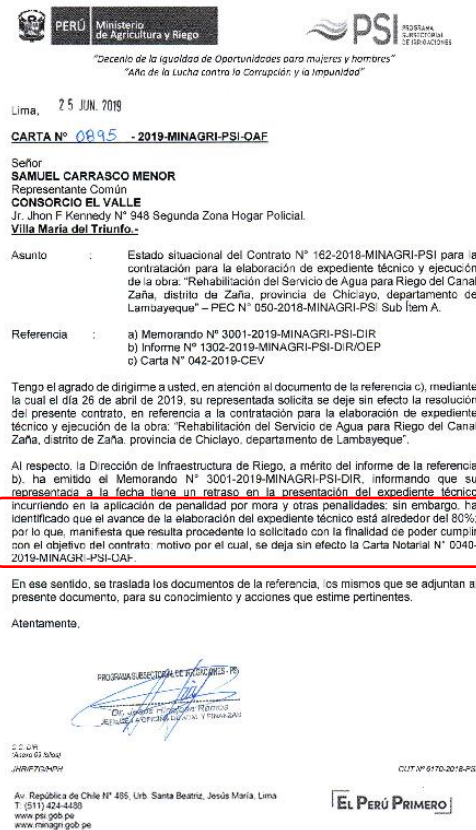 PERÚ Ministerio de Agricultura y Riego
PSI PROGRAMA SUBSECTORIAL DE IRRIGACIONES
"Decenio de la Igualdad de Oportunidades para mujeres y hombres"
"Año de la Lucha contra la Corrupción y la Impunidad"
Lima, 25 JUN. 2019
CARTA Nº 0895 - 2019-MINAGRI-PSI-OAF
Señor
SAMUEL CARRASCO MENOR
Representante Común
CONSORCIO EL VALLE
Jr. Jhon F Kennedy N° 948 Segunda Zona Hogar Policial.
Villa María del Triunfo.-
Asunto : Estado situacional del Contrato N° 162-2018-MINAGRI-PSI para la
contratación para la elaboración de expediente técnico y ejecución
de la obra: "Rehabilitación del Servicio de Agua para Riego del Canal
Zaña, distrito de Zaña, provincia de Chiclayo, departamento de
Lambayeque" – PEC N° 050-2018-MINAGRI-PSI Sub Ítem A.
Referencia : a) Memorando Nº 3001-2019-MINAGRI-PSI-DIR
b) Informe Nº 1302-2019-MINAGRI-PSI-DIR/OEP
c) Carta N° 042-2019-CEV
Tengo el agrado de dirigirme a usted, en atención al documento de la referencia c), mediante
la cual el día 26 de abril de 2019, su representada solicita se deje sin efecto la resolución
del presente contrato, en referencia a la contratación para la elaboración de expediente
técnico y ejecución de la obra: "Rehabilitación del Servicio de Agua para Riego del Canal
Zaña, distrito de Zaña, provincia de Chiclayo, departamento de Lambayeque".
Al respecto, la Dirección de Infraestructura de Riego, a mérito del informe de la referencia
b). ha emitido el Memorando N° 3001-2019-MINAGRI-PSI-DIR, informando que su
representada a la fecha tiene un retraso en la presentación del expediente técnico
incurriendo en la aplicación de penalidad por mora y otras penalidades; sin embargo, ha
identificado que el avance de la elaboración del expediente técnico está alrededor del 80%;
por lo que, manifiesta que resulta procedente lo solicitado con la finalidad de poder cumplir
con el objetivo del contrato; motivo por el cual, se deja sin efecto la Carta Notarial N° 0040-
2019-MINAGRI-PSI-OAF.
En ese sentido, se traslada los documentos de la referencia, los mismos que se adjuntan al
presente documento, para su conocimiento y acciones que estime pertinentes.
Atentamente,
PROGRAMA SUBSECTORIAL DE IRRIGACIONES - PSI
JEFE DE LA OFICINA DE ADM. Y FINANZAS
C.C. DIR
JHR/FTG/HPH
CUT Nº 6170-2018-PSI
Av. República de Chile N° 485, Urb. Santa Beatriz, Jesús María, Lima
T: (511) 424-4488
www.psi.gob.pe
www.minagri.gob.pe
EL PERÚ PRIMERO